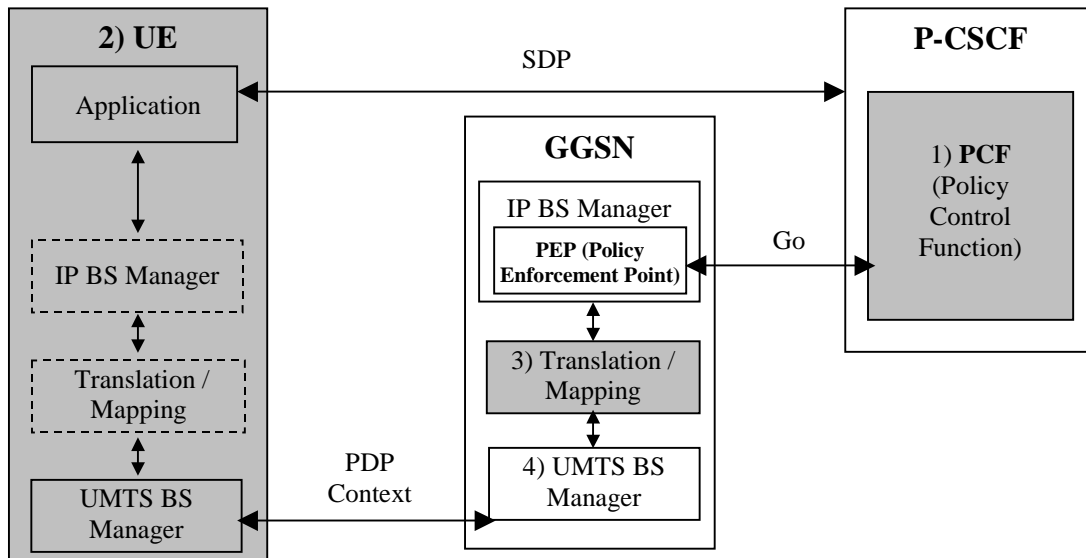 2) UE
Application
IP BS Manager
Translation /
Mapping
UMTS BS
Manager
SDP
PDP
Context
GGSN
IP BS Manager
PEP (Policy
Enforcement Point)
3) Translation /
Mapping
4) UMTS BS
Manager
Go
P-CSCF
1) PCF
(Policy
Control
Function)